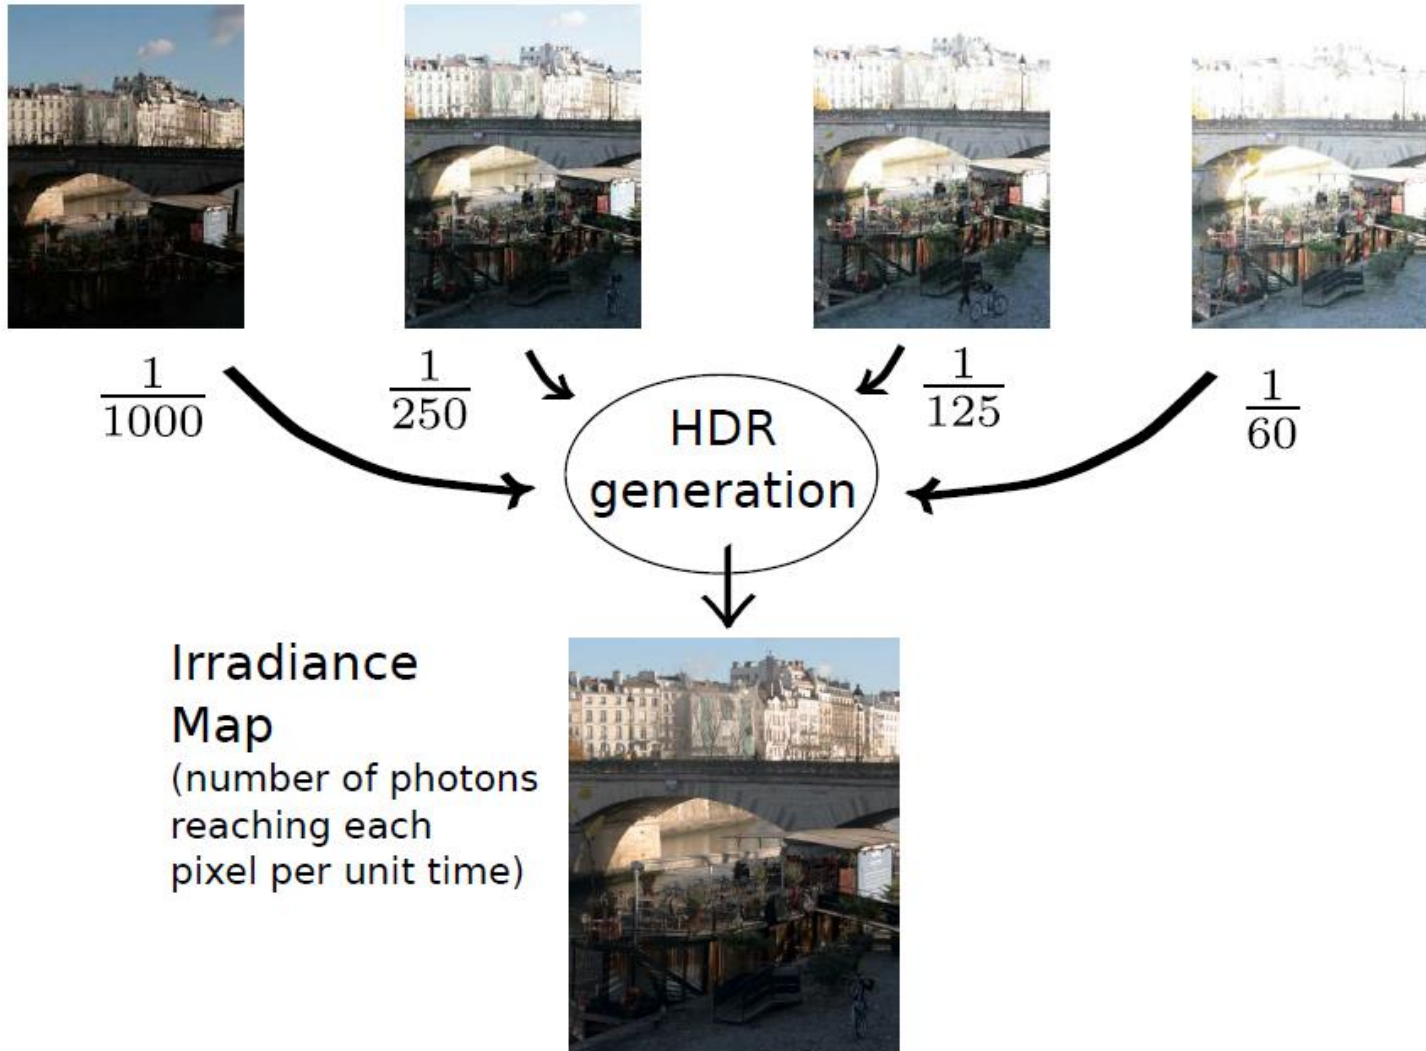 1
1000
1
250
1
125
1
60
HDR
generation
Irradiance
Map
(number of photons
reaching each
pixel per unit time)